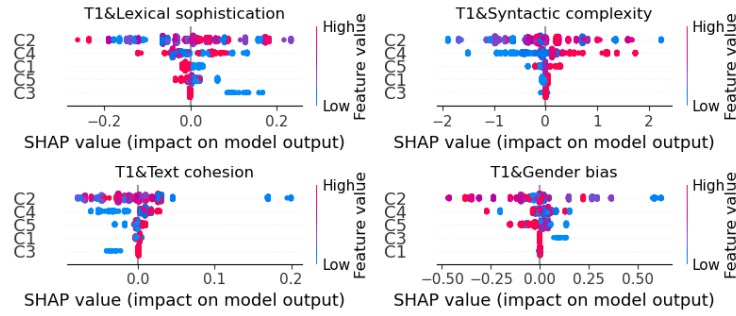 T1&Lexical sophistication
C2
C4
C1
C5
C3
−0.2 0.0 0.2
SHAP value (impact on model output)
High
Feature value
Low
T1&Syntactic complexity
C2
C4
C5
C1
C3
−2 −1 0 1 2
SHAP value (impact on model output)
High
Feature value
Low
T1&Text cohesion
C2
C4
C5
C1
C3
0.0 0.1 0.2
SHAP value (impact on model output)
High
Feature value
Low
T1&Gender bias
C2
C4
C5
C3
C1
−0.50 −0.25 0.00 0.25 0.50
SHAP value (impact on model output)
High
Feature value
Low